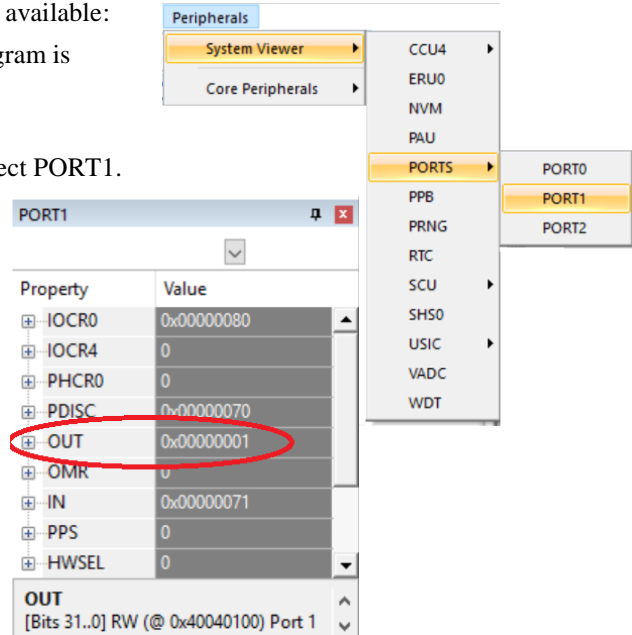 available:
gram is
ect PORT1.
Peripherals
System Viewer
Core Peripherals
CCU4
ERU0
NVM
PAU
PORTS
PPB
PRNG
RTC
SCU
SHS0
USIC
VADC
WDT
PORT0
PORT1
PORT2
PORT1
Property Value
IOCR0 0x00000080
IOCR4 0
PHCR0 0
PDISC 0x00000070
OUT 0x00000001
OMR 0
IN 0x00000071
PPS 0
HWSEL 0
OUT
[Bits 31..0] RW (@ 0x40040100) Port 1